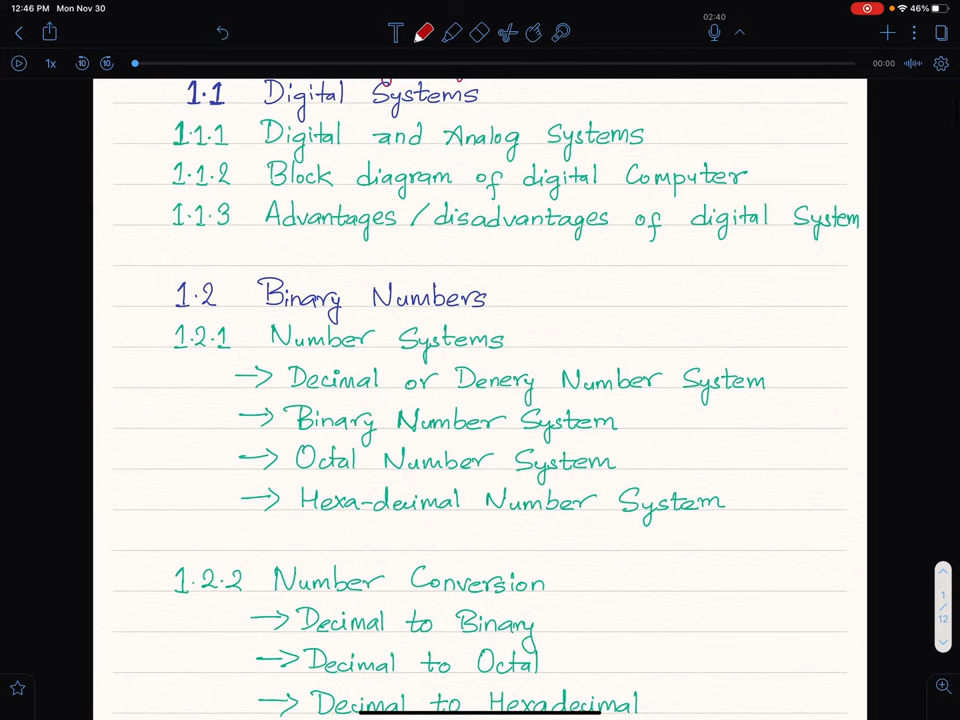 12:46 PM Mon Nov 30
46%
02:40
1x
10
10
00:00
1.1 Digital Systems
1.1.1 Digital and Analog Systems
1.1.2 Block diagram of digital Computer
1.1.3 Advantages/disadvantages of digital System
1.2 Binary Numbers
1.2.1 Number Systems
→ Decimal or Denery Number System
→ Binary Number System
→ Octal Number System
→ Hexa-decimal Number System
1.2.2 Number Conversion
→ Decimal to Binary
→ Decimal to Octal
→ Decimal to Hexadecimal
1
/
12